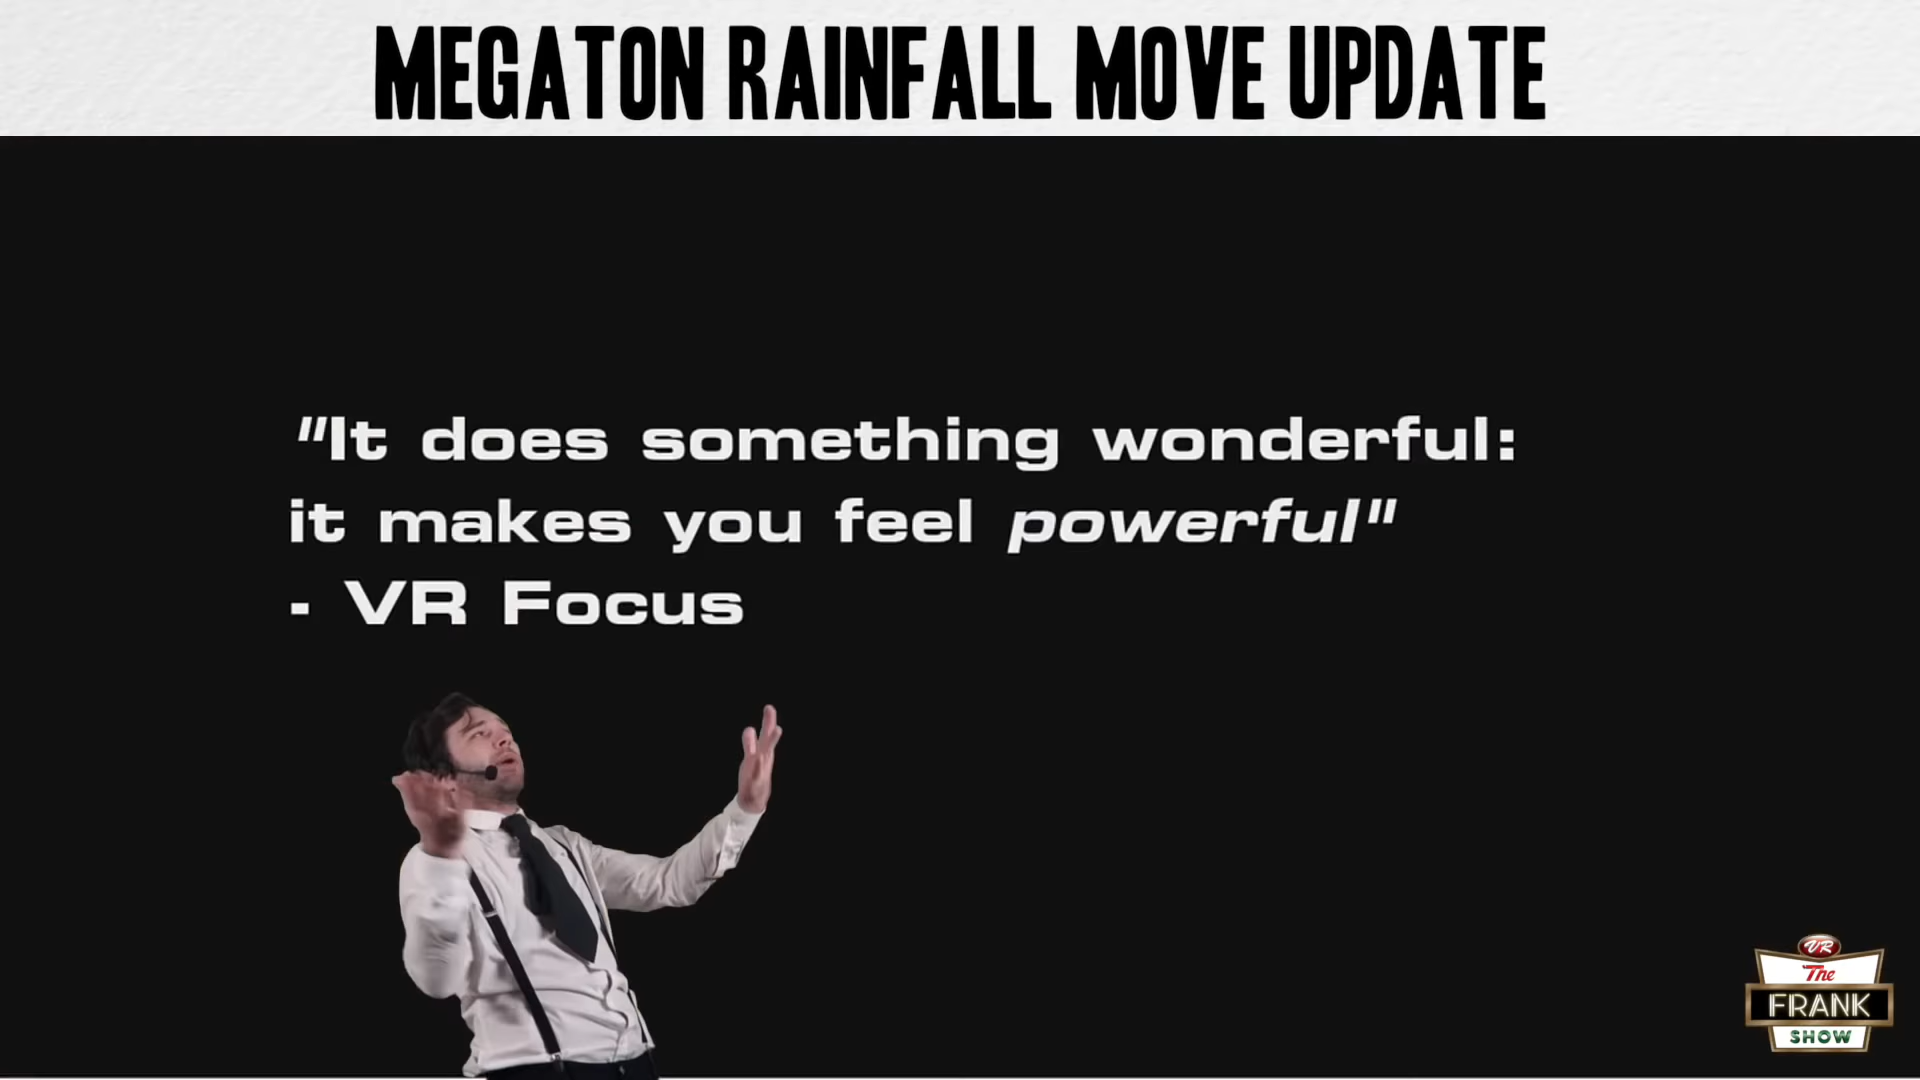 MEGATON RAINFALL MOVE UPDATE
"It does something wonderful:
it makes you feel powerful"
- VR Focus
VR
The
FRANK
SHOW